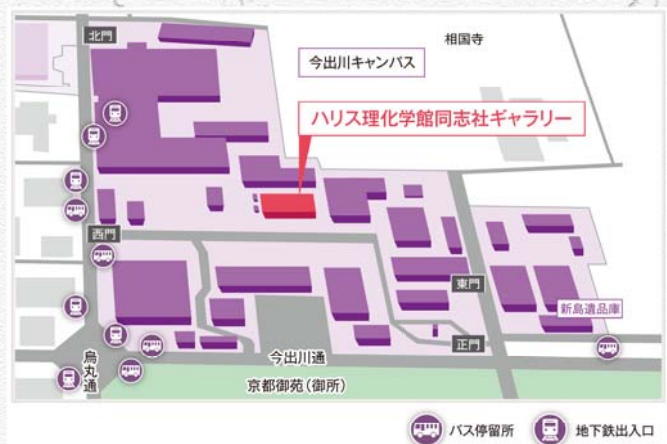 北門
相国寺
今出川キャンパス
ハリス理化学館同志社ギャラリー
西門
東門
新島遺品庫
正門
今出川通
烏丸通
京都御苑(御所)
バス停留所
地下鉄出入口